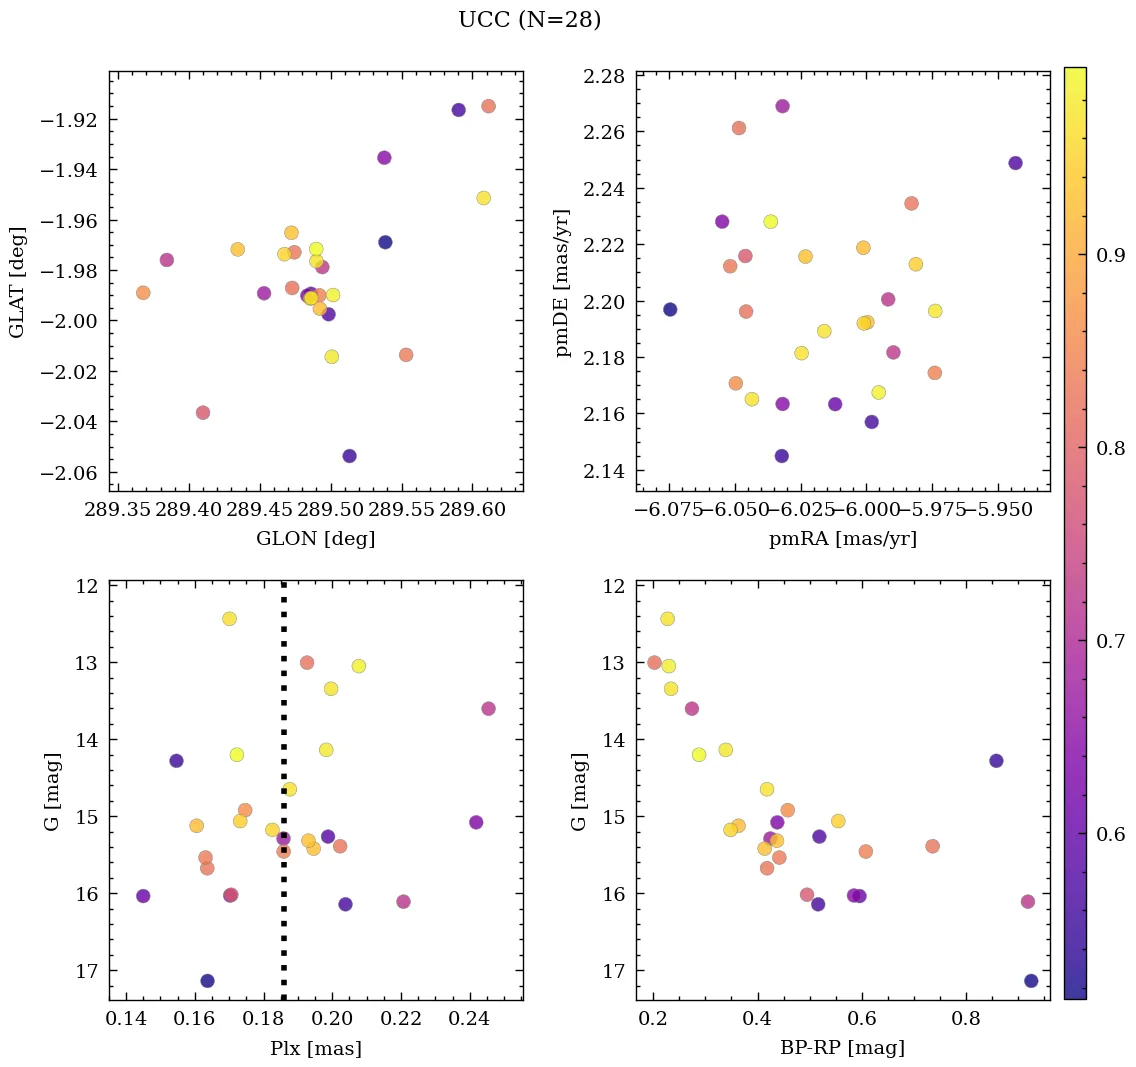 UCC (N=28)
−1.92
−1.94
−1.96
−1.98
−2.00
−2.02
−2.04
−2.06
GLAT [deg]
289.35 289.40 289.45 289.50 289.55 289.60
GLON [deg]
2.28
2.26
2.24
2.22
2.20
2.18
2.16
2.14
pmDE [mas/yr]
−6.075 −6.050 −6.025 −6.000 −5.975 −5.950
pmRA [mas/yr]
12
13
14
15
16
17
G [mag]
0.14 0.16 0.18 0.20 0.22 0.24
Plx [mas]
12
13
14
15
16
17
G [mag]
0.2 0.4 0.6 0.8
BP-RP [mag]
0.9
0.8
0.7
0.6